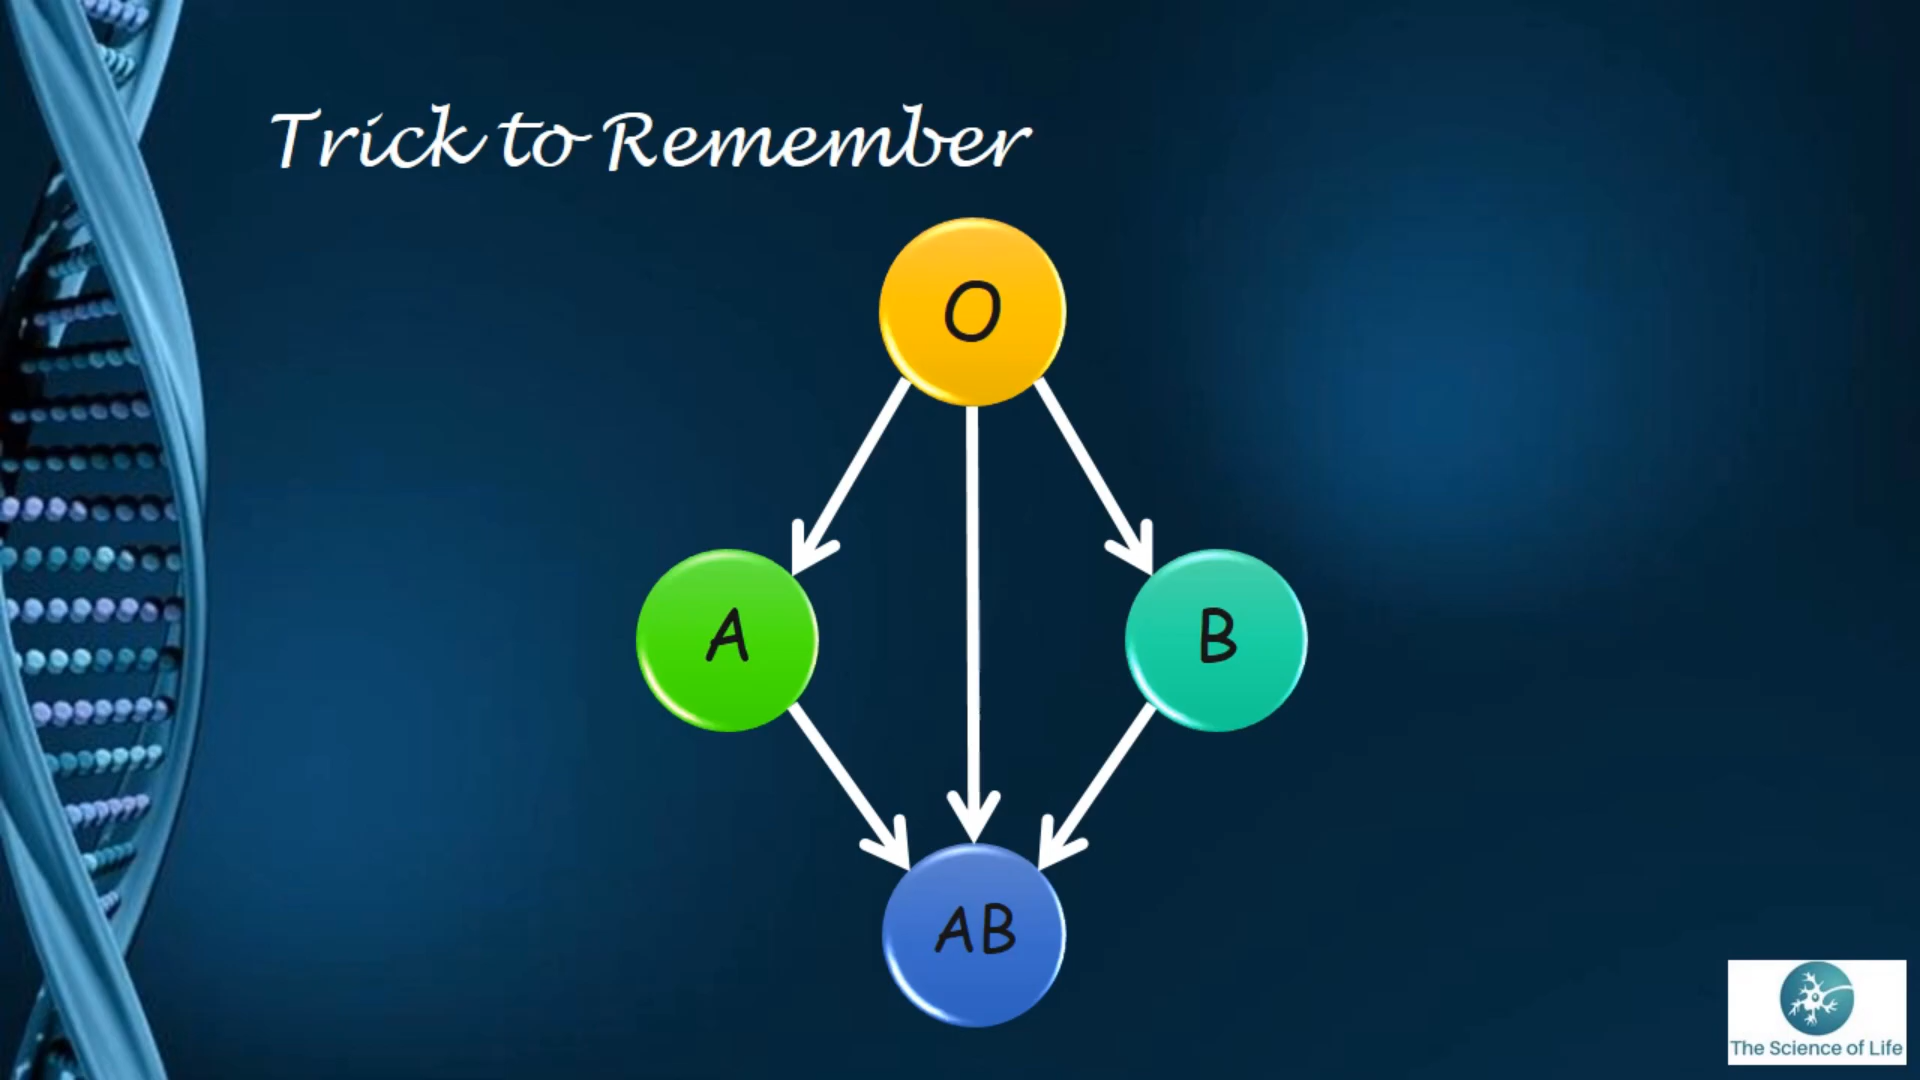 Trick to Remember
O
A
B
AB
The Science of Life